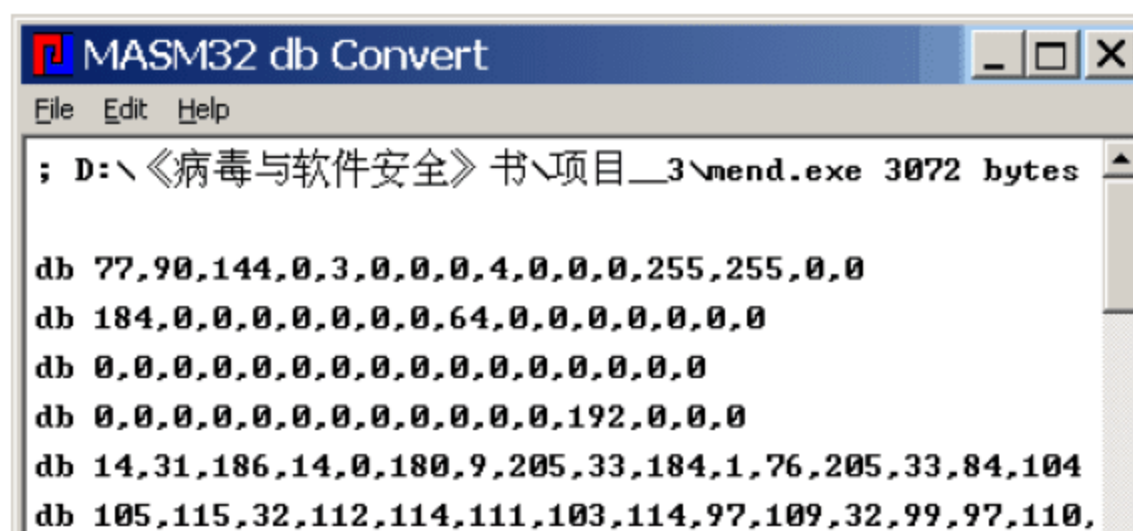 MASM32 db Convert
File Edit Help
; D:\《病毒与软件安全》书\项目__3\mend.exe 3072 bytes
db 77,90,144,0,3,0,0,0,4,0,0,0,255,255,0,0
db 184,0,0,0,0,0,0,0,64,0,0,0,0,0,0,0
db 0,0,0,0,0,0,0,0,0,0,0,0,0,0,0,0
db 0,0,0,0,0,0,0,0,0,0,0,0,192,0,0,0
db 14,31,186,14,0,180,9,205,33,184,1,76,205,33,84,104
db 105,115,32,112,114,111,103,114,97,109,32,99,97,110,